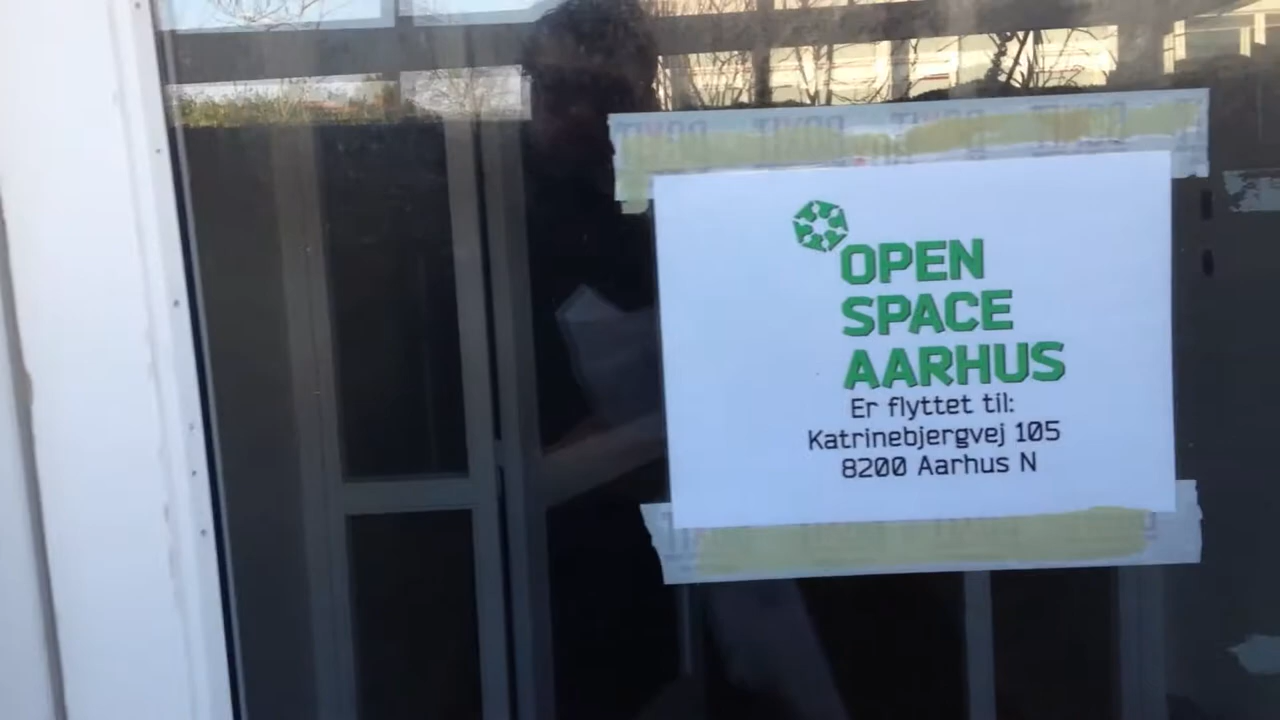 OPEN
SPACE
AARHUS
Er flyttet til:
Katrinebjergvej 105
8200 Aarhus N